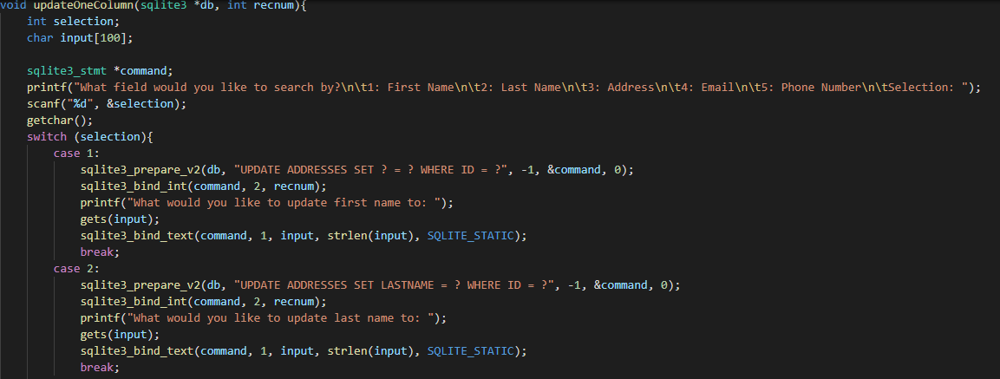 void updateOneColumn(sqlite3 *db, int recnum){
    int selection;
    char input[100];

    sqlite3_stmt *command;
    printf("What field would you like to search by?\n\t1: First Name\n\t2: Last Name\n\t3: Address\n\t4: Email\n\t5: Phone Number\n\tSelection: ");
    scanf("%d", &selection);
    getchar();
    switch (selection){
        case 1:
            sqlite3_prepare_v2(db, "UPDATE ADDRESSES SET ? = ? WHERE ID = ?", -1, &command, 0);
            sqlite3_bind_int(command, 2, recnum);
            printf("What would you like to update first name to: ");
            gets(input);
            sqlite3_bind_text(command, 1, input, strlen(input), SQLITE_STATIC);
            break;
        case 2:
            sqlite3_prepare_v2(db, "UPDATE ADDRESSES SET LASTNAME = ? WHERE ID = ?", -1, &command, 0);
            sqlite3_bind_int(command, 2, recnum);
            printf("What would you like to update last name to: ");
            gets(input);
            sqlite3_bind_text(command, 1, input, strlen(input), SQLITE_STATIC);
            break;